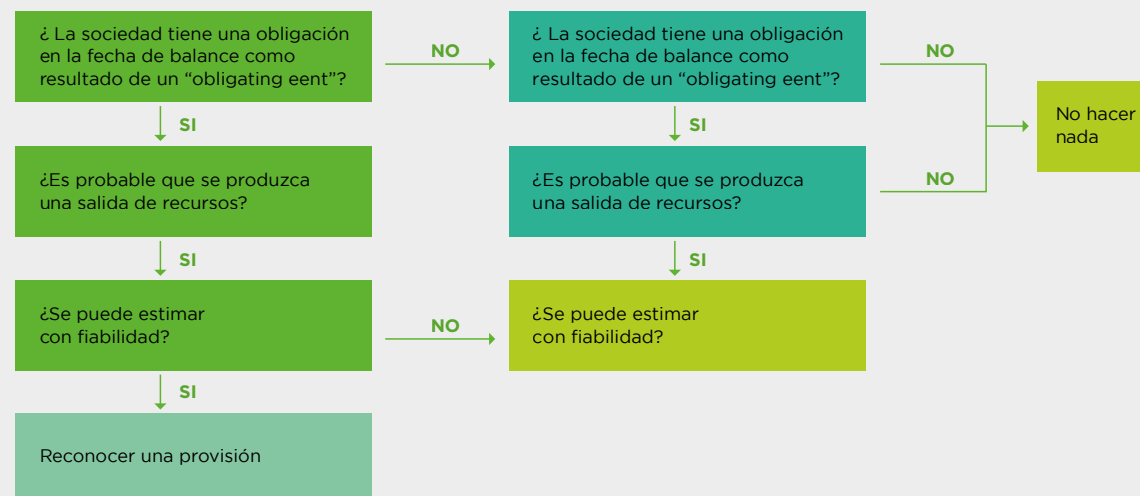 ¿ La sociedad tiene una obligación
en la fecha de balance como
resultado de un “obligating eent”?
NO
¿ La sociedad tiene una obligación
en la fecha de balance como
resultado de un “obligating eent”?
NO
SI
SI
No hacer
nada
¿Es probable que se produzca
una salida de recursos?
¿Es probable que se produzca
una salida de recursos?
NO
SI
SI
¿Se puede estimar
con fiabilidad?
NO
¿Se puede estimar
con fiabilidad?
SI
Reconocer una provisión